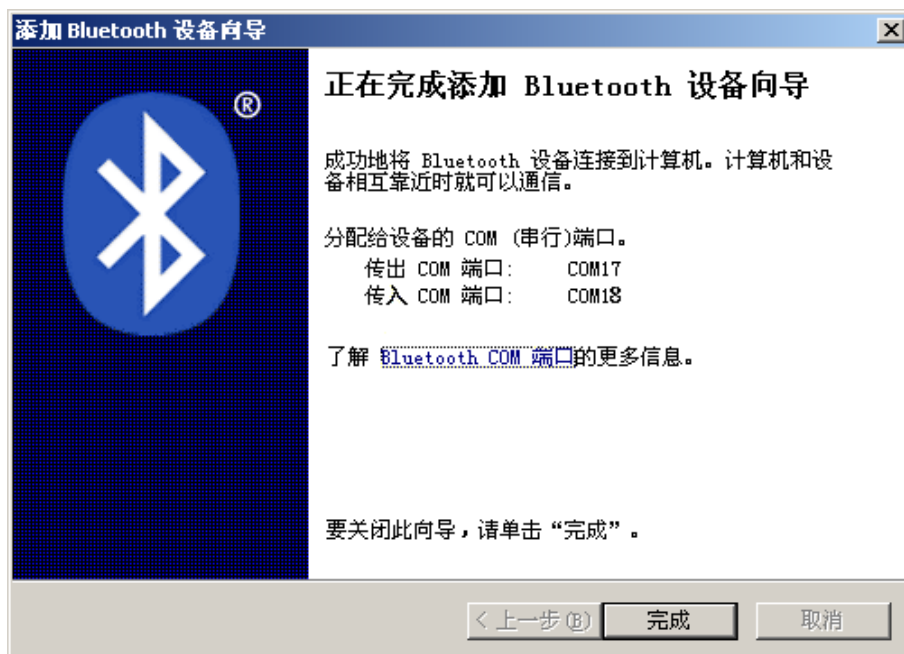 添加 Bluetooth 设备向导
®
正在完成添加 Bluetooth 设备向导
成功地将 Bluetooth 设备连接到计算机。计算机和设
备相互靠近时就可以通信。
分配给设备的 COM (串行)端口。
传出 COM 端口: COM17
传入 COM 端口: COM18
了解 Bluetooth COM 端口的更多信息。
要关闭此向导，请单击“完成”。
< 上一步(B) 完成 取消